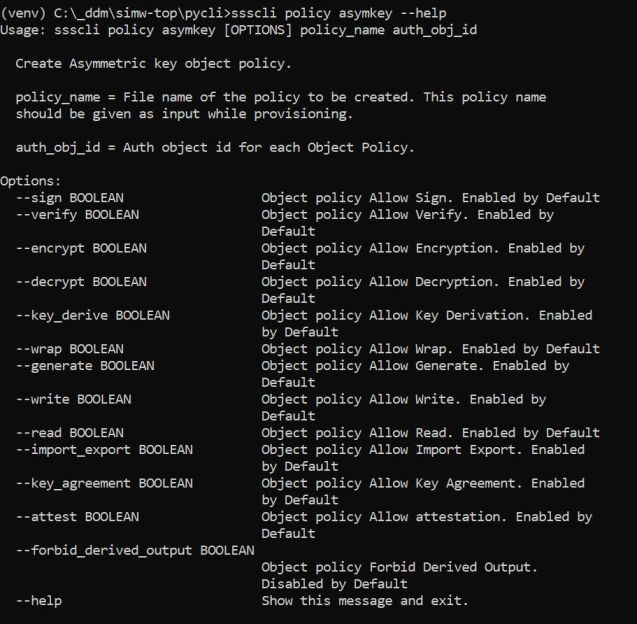 (venv) C:\_ddm\simw-top\pycli>ssscli policy asymkey --help
Usage: ssscli policy asymkey [OPTIONS] policy_name auth_obj_id
Create Asymmetric key object policy.
policy_name = File name of the policy to be created. This policy name
should be given as input while provisioning.
auth_obj_id = Auth object id for each Object Policy.
Options:
--sign BOOLEAN Object policy Allow Sign. Enabled by Default
--verify BOOLEAN Object policy Allow Verify. Enabled by
Default
--encrypt BOOLEAN Object policy Allow Encryption. Enabled by
Default
--decrypt BOOLEAN Object policy Allow Decryption. Enabled by
Default
--key_derive BOOLEAN Object policy Allow Key Derivation. Enabled
by Default
--wrap BOOLEAN Object policy Allow Wrap. Enabled by Default
--generate BOOLEAN Object policy Allow Generate. Enabled by
Default
--write BOOLEAN Object policy Allow Write. Enabled by
Default
--read BOOLEAN Object policy Allow Read. Enabled by Default
--import_export BOOLEAN Object policy Allow Import Export. Enabled
by Default
--key_agreement BOOLEAN Object policy Allow Key Agreement. Enabled
by Default
--attest BOOLEAN Object policy Allow attestation. Enabled by
Default
--forbid_derived_output BOOLEAN
Object policy Forbid Derived Output.
Disabled by Default
--help Show this message and exit.